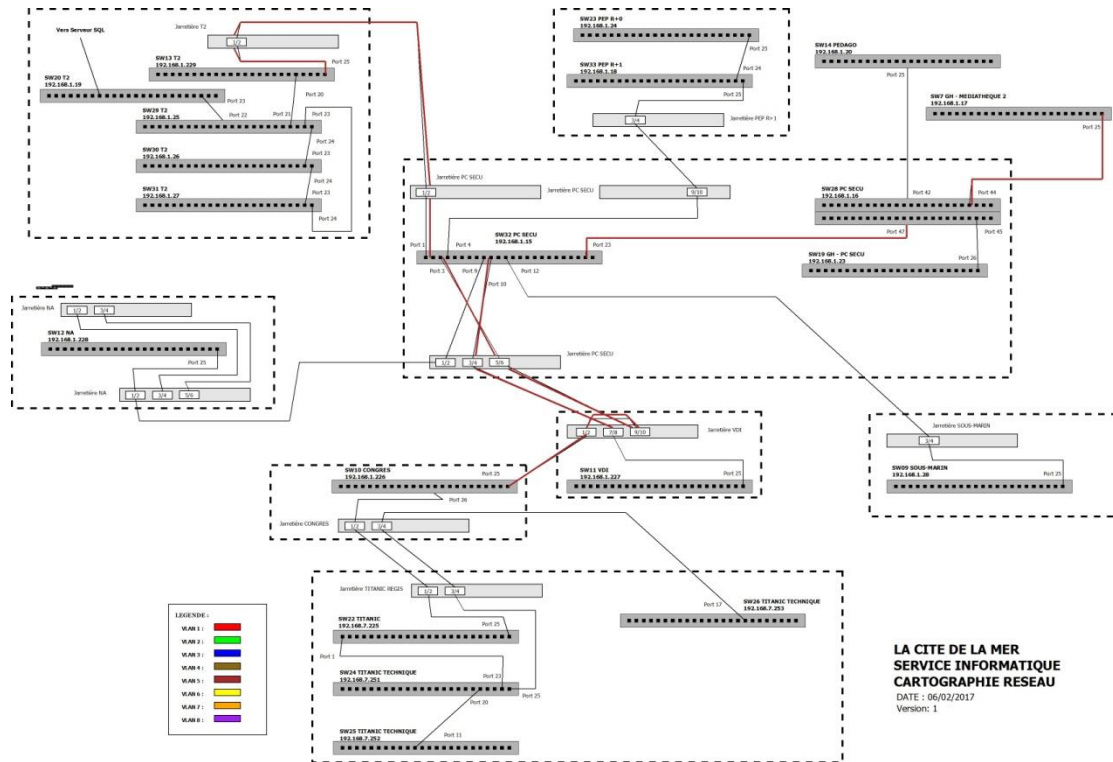 Jarretière T2
1/2
Vers Serveur SQL
SW13 T2
192.168.1.229
Port 25
SW20 T2
192.168.1.19
Port 20
Port 23
SW29 T2
192.168.1.25
Port 22
Port 21
Port 23
Port 24
SW30 T2
192.168.1.26
Port 23
Port 24
SW31 T2
192.168.1.27
Port 23
Port 24
SW23 PEP R+0
192.168.1.24
Port 25
SW33 PEP R+1
192.168.1.18
Port 24
Port 25
3/4
Jarretière PEP R+1
SW14 PEDAGO
192.168.1.20
Port 25
SW7 GH - MEDIATHEQUE 2
192.168.1.17
Port 25
Jarretière PC SECU
1/2
Jarretière PC SECU
9/10
SW28 PC SECU
192.168.1.16
Port 42
Port 44
Port 47
Port 45
SW32 PC SECU
192.168.1.15
Port 1
Port 4
Port 23
Port 3
Port 9
Port 12
Port 10
SW19 GH - PC SECU
192.168.1.23
Port 26
1/2
3/4
5/6
Jarretière PC SECU
Jarretière NA
1/2
3/4
SW12 NA
192.168.1.228
Port 25
Jarretière NA
1/2
3/4
5/6
1/2
7/8
9/10
Jarretière VDI
SW11 VDI
192.168.1.227
Port 25
Jarretière SOUS-MARIN
3/4
SW09 SOUS-MARIN
192.168.1.28
Port 25
SW10 CONGRES
192.168.1.226
Port 25
Port 26
Jarretière CONGRES
1/2
3/4
Jarretière TITANIC REGIS
1/2
3/4
SW22 TITANIC
192.168.7.225
Port 25
Port 1
SW24 TITANIC TECHNIQUE
192.168.7.251
Port 23
Port 25
Port 20
SW25 TITANIC TECHNIQUE
192.168.7.252
Port 11
Port 17
SW26 TITANIC TECHNIQUE
192.168.7.253
LEGENDE :
VLAN 1 :
VLAN 2 :
VLAN 3 :
VLAN 4 :
VLAN 5 :
VLAN 6 :
VLAN 7 :
VLAN 8 :
LA CITE DE LA MER
SERVICE INFORMATIQUE
CARTOGRAPHIE RESEAU
DATE : 06/02/2017
Version: 1